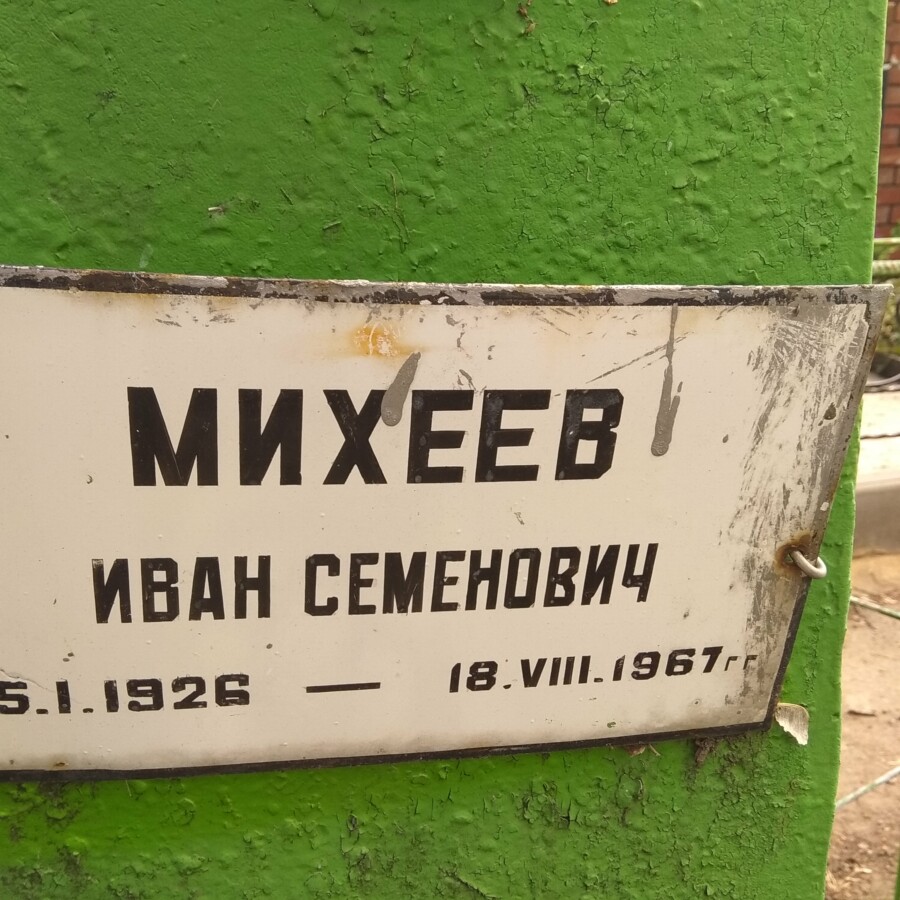 МИХЕЕВ
ИВАН СЕМЕНОВИЧ
5.I.1926 — 18.VIII.1967гг